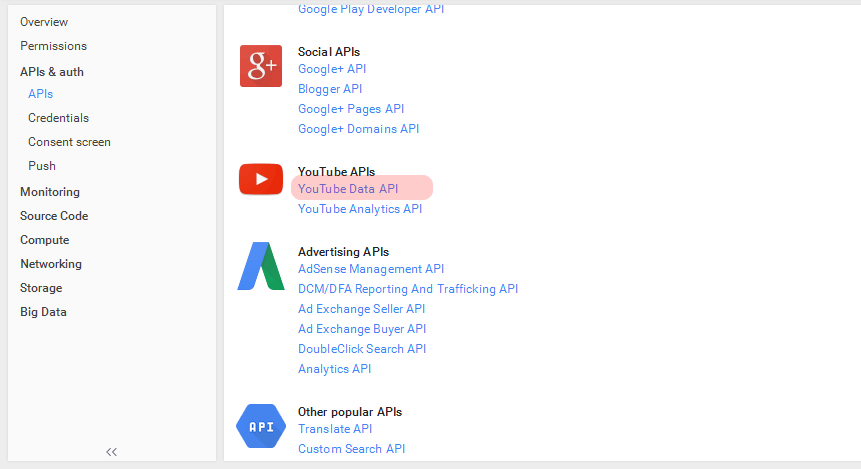 Overview
Permissions
APIs & auth
APIs
Credentials
Consent screen
Push
Monitoring
Source Code
Compute
Networking
Storage
Big Data
<<
Google Play Developer API
g+
Social APIs
Google+ API
Blogger API
Google+ Pages API
Google+ Domains API
YouTube APIs
YouTube Data API
YouTube Analytics API
Advertising APIs
AdSense Management API
DCM/DFA Reporting And Trafficking API
Ad Exchange Seller API
Ad Exchange Buyer API
DoubleClick Search API
Analytics API
API
Other popular APIs
Translate API
Custom Search API